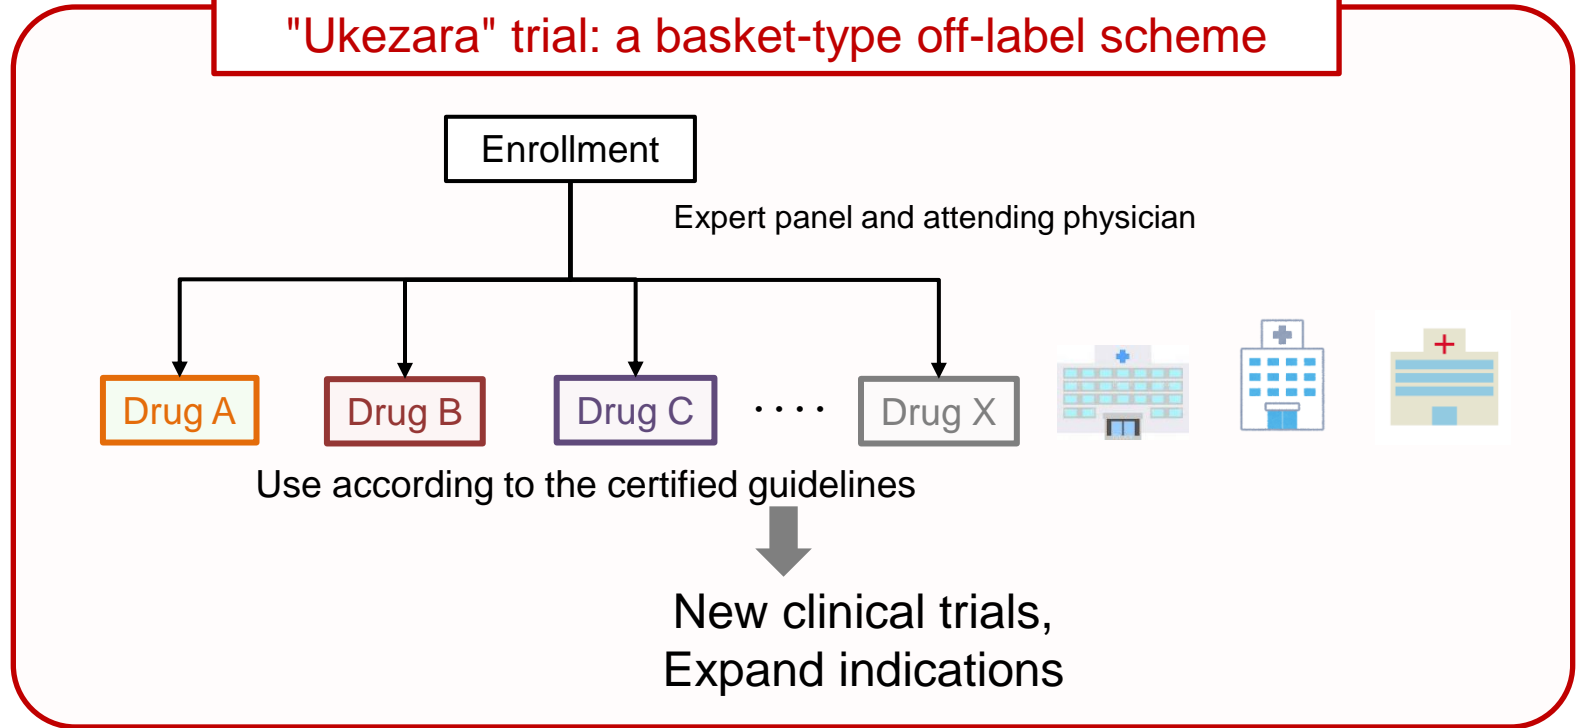 "Ukezara" trial: a basket-type off-label scheme
Enrollment
Expert panel and attending physician
Drug A
Drug B
Drug C
····
Drug X
Use according to the certified guidelines
New clinical trials,
Expand indications